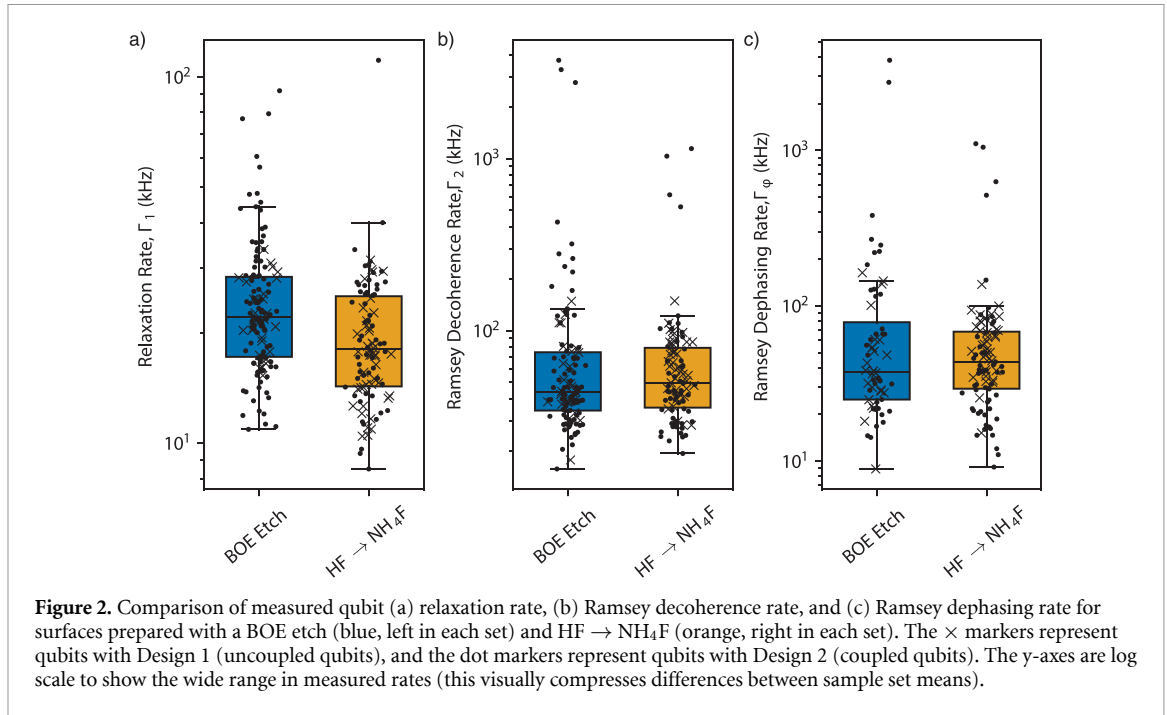 a)
Relaxation Rate, Γ1 (kHz)
10²
10¹
BOE Etch
HF → NH4F
b)
Ramsey Decoherence Rate,Γ2 (kHz)
10³
10²
BOE Etch
HF → NH4F
c)
Ramsey Dephasing Rate,Γφ (kHz)
10³
10²
10¹
BOE Etch
HF → NH4F
Figure 2. Comparison of measured qubit (a) relaxation rate, (b) Ramsey decoherence rate, and (c) Ramsey dephasing rate for
surfaces prepared with a BOE etch (blue, left in each set) and HF → NH4F (orange, right in each set). The × markers represent
qubits with Design 1 (uncoupled qubits), and the dot markers represent qubits with Design 2 (coupled qubits). The y-axes are log
scale to show the wide range in measured rates (this visually compresses differences between sample set means).